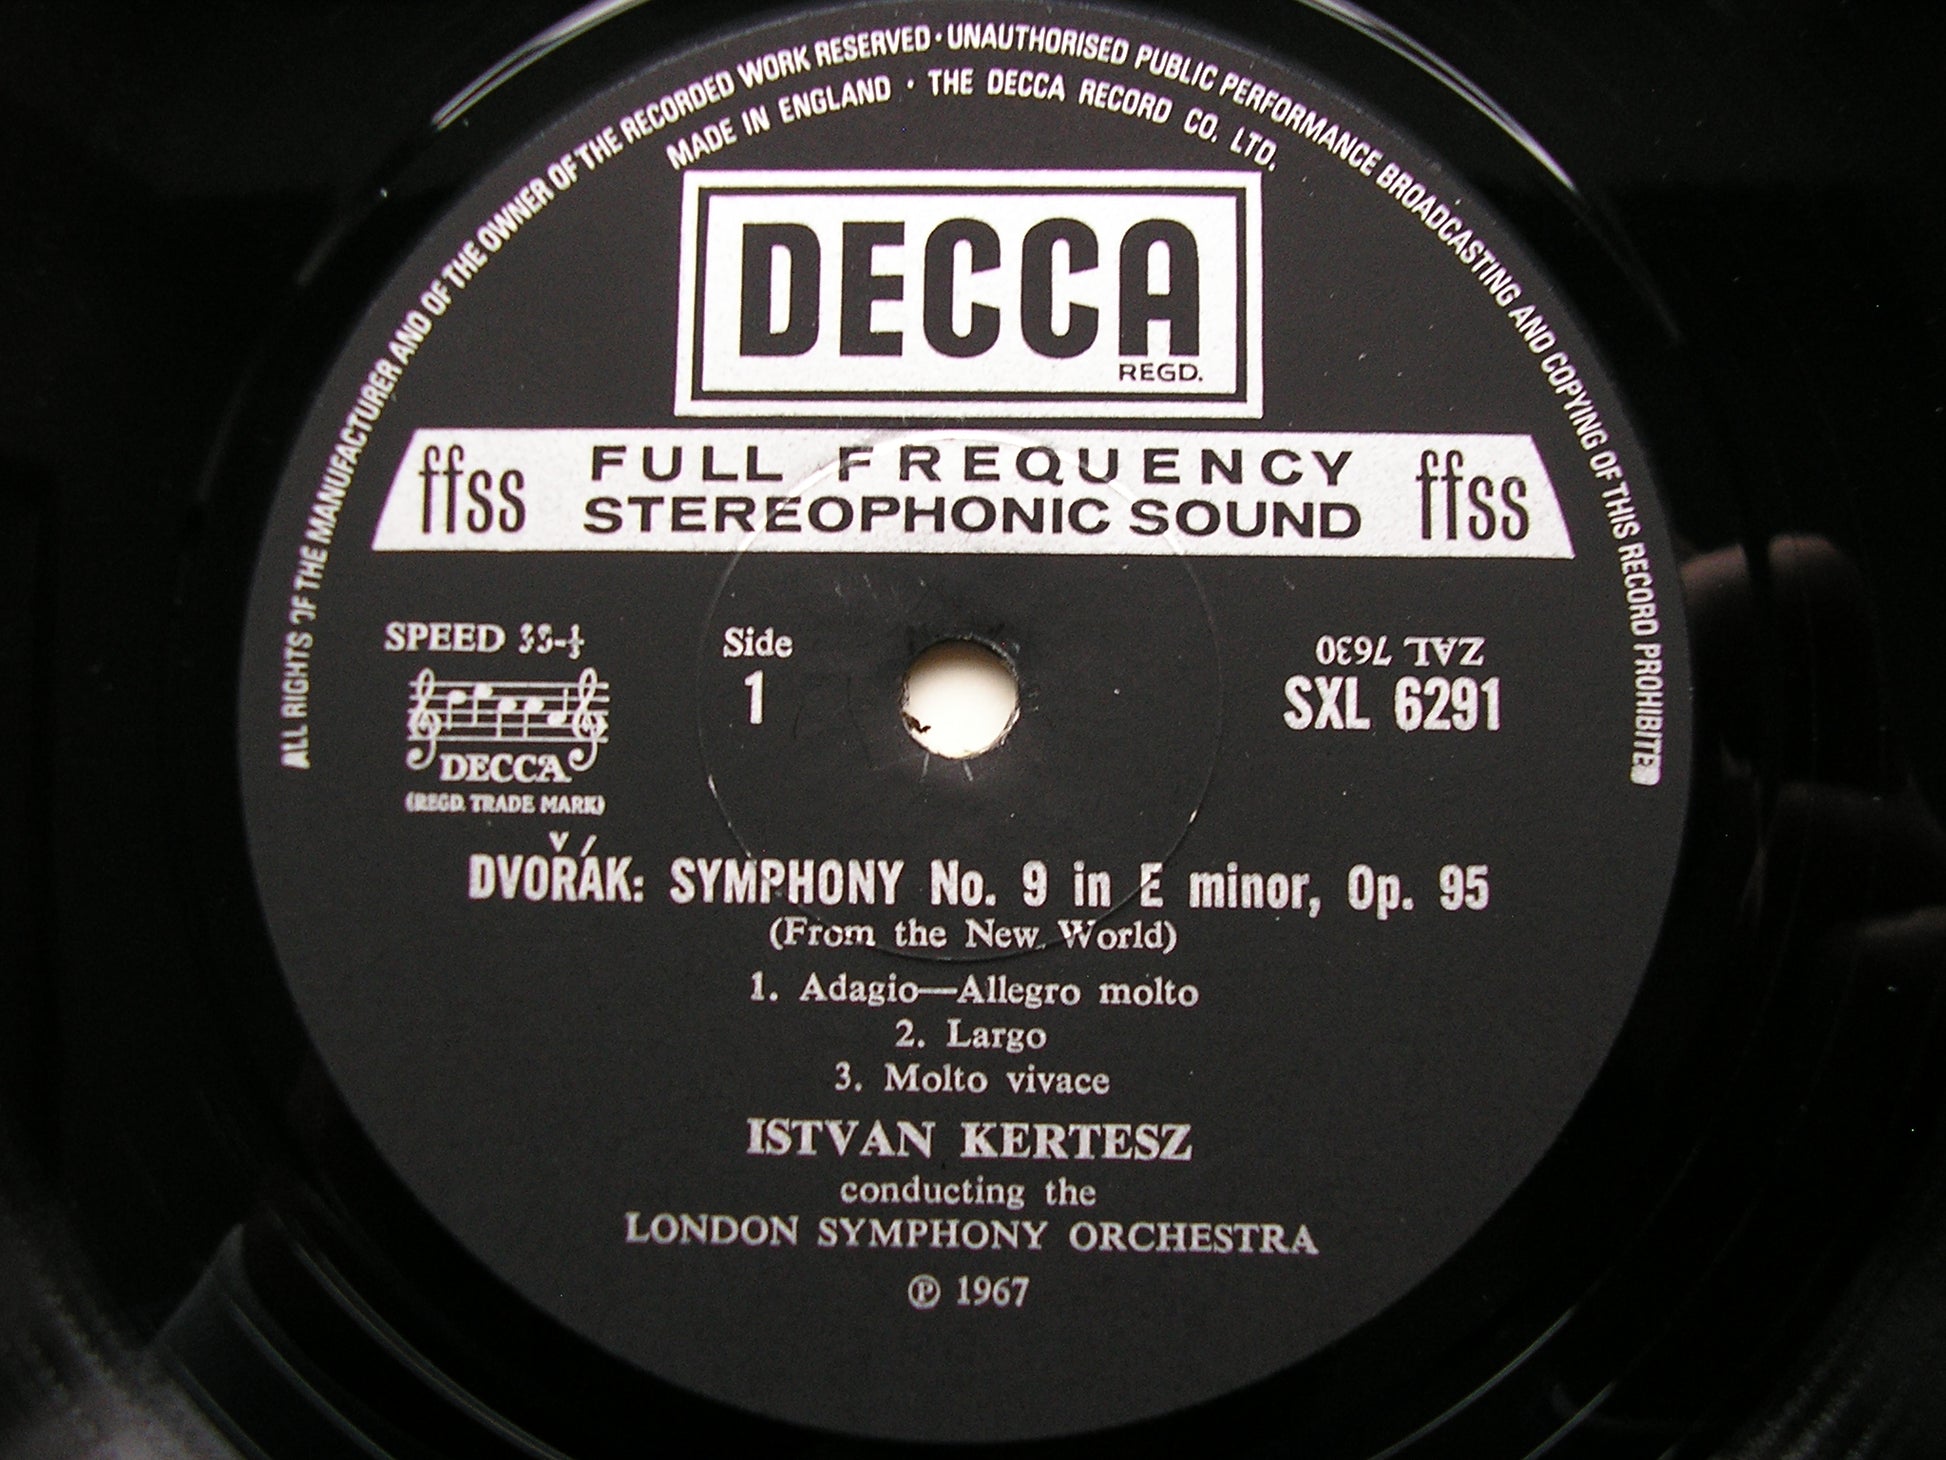 ALL RIGHTS OF THE MANUFACTURER AND OF THE OWNER OF THE RECORDED WORK RESERVED · UNAUTHORISED PUBLIC PERFORMANCE BROADCASTING AND COPYING OF THIS RECORD PROHIBITED
MADE IN ENGLAND · THE DECCA RECORD CO. LTD.
DECCA
REGD.
ffss FULL FREQUENCY STEREOPHONIC SOUND ffss
SPEED 33-⅓
DECCA
(REGD. TRADE MARK)
Side
1
ZAL 7630
SXL 6291
DVOŘÁK: SYMPHONY No. 9 in E minor, Op. 95
(From the New World)
1. Adagio—Allegro molto
2. Largo
3. Molto vivace
ISTVAN KERTESZ
conducting the
LONDON SYMPHONY ORCHESTRA
℗ 1967